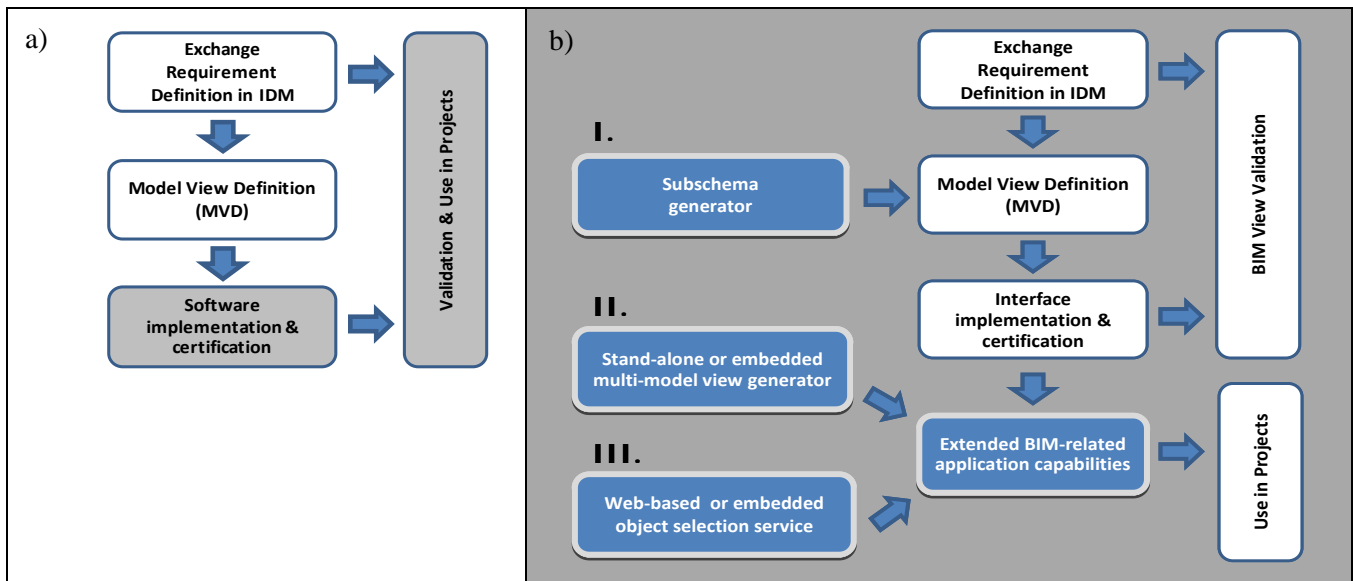 a)
Exchange
Requirement
Definition in IDM
Model View Definition
(MVD)
Software
implementation &
certification
Validation & Use in Projects
b)
Exchange
Requirement
Definition in IDM
I.
Subschema
generator
Model View Definition
(MVD)
BIM View Validation
II.
Interface
implementation &
certification
Stand-alone or embedded
multi-model view generator
Extended BIM-related
application capabilities
III.
Web-based or embedded
object selection service
Use in Projects